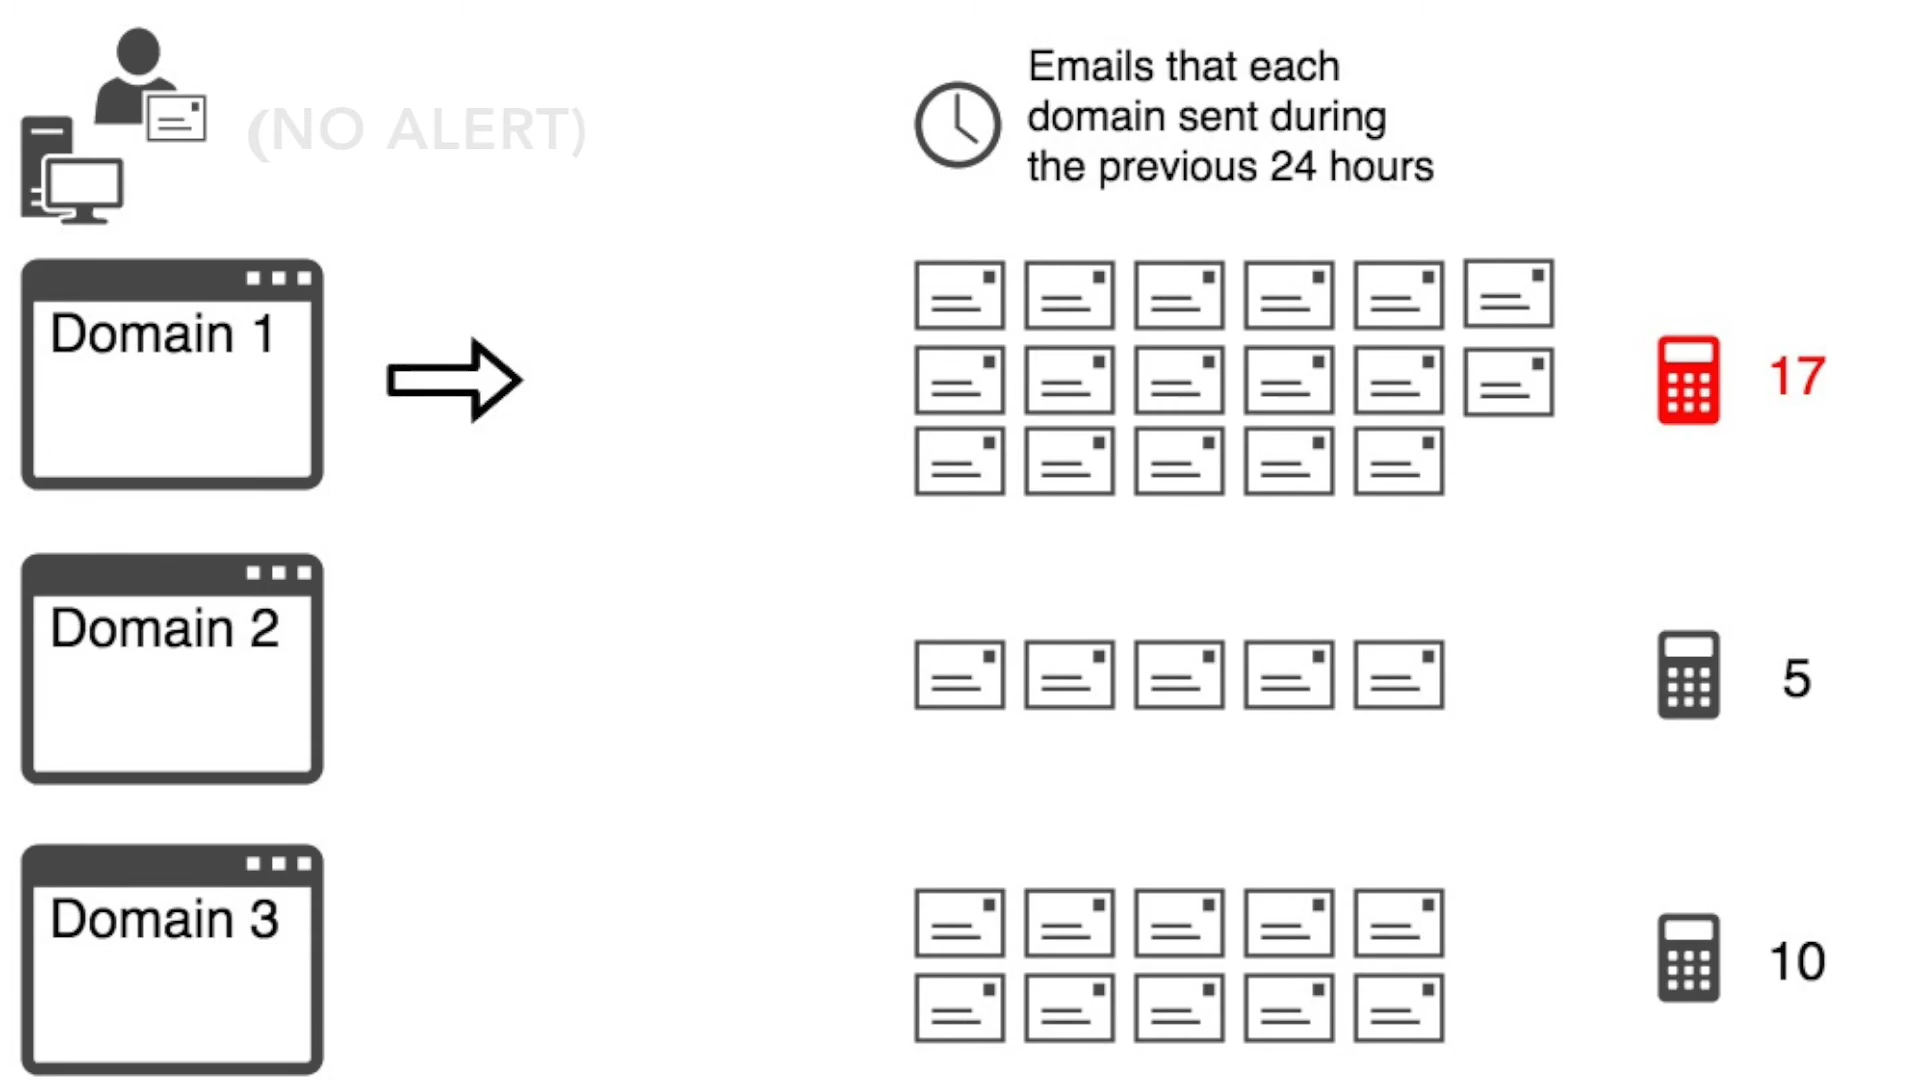 (NO ALERT)
Emails that each
domain sent during
the previous 24 hours
Domain 1
17
Domain 2
5
Domain 3
10